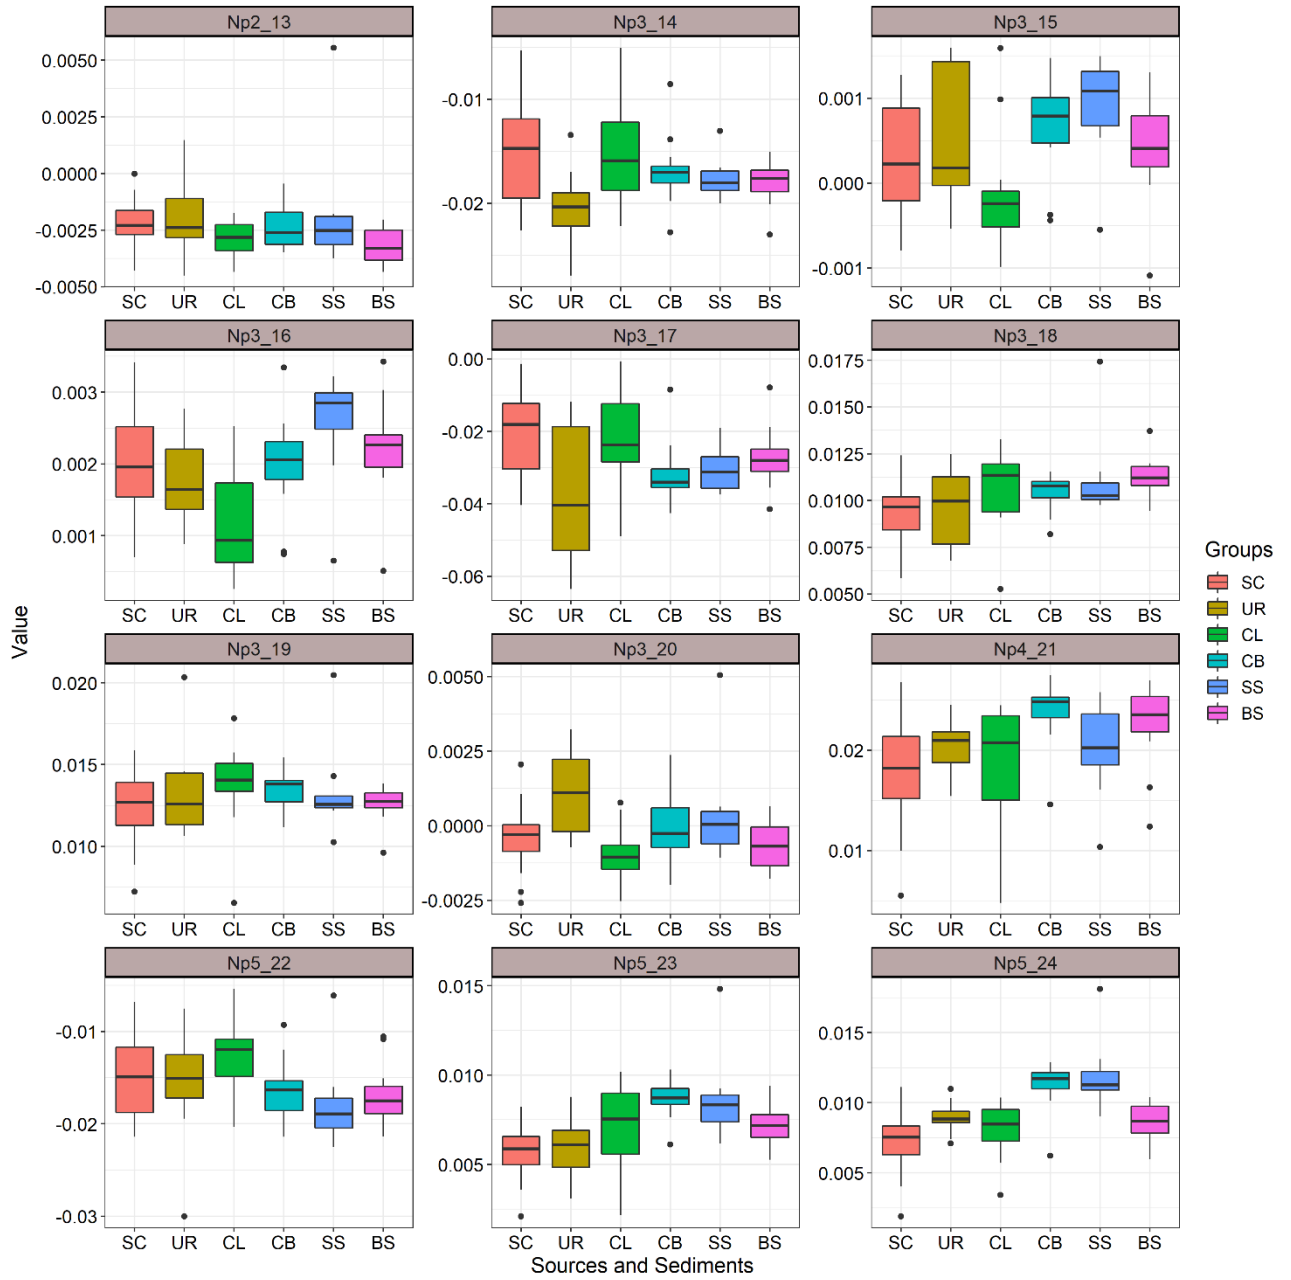 Np2_13 Np3_14 Np3_15
0.0050 0.0025 0.0000 -0.0025 -0.0050
-0.01 -0.02
0.001 0.000 -0.001
SC UR CL CB SS BS SC UR CL CB SS BS SC UR CL CB SS BS
Np3_16 Np3_17 Np3_18
0.003 0.002 0.001
0.00 -0.02 -0.04 -0.06
0.0175 0.0150 0.0125 0.0100 0.0075 0.0050
SC UR CL CB SS BS SC UR CL CB SS BS SC UR CL CB SS BS
Value
Np3_19 Np3_20 Np4_21
0.020 0.015 0.010
0.0050 0.0025 0.0000 -0.0025
0.02 0.01
SC UR CL CB SS BS SC UR CL CB SS BS SC UR CL CB SS BS
Np5_22 Np5_23 Np5_24
-0.01 -0.02 -0.03
0.015 0.010 0.005
0.015 0.010 0.005
SC UR CL CB SS BS SC UR CL CB SS BS SC UR CL CB SS BS
Sources and Sediments
Groups
SC
UR
CL
CB
SS
BS